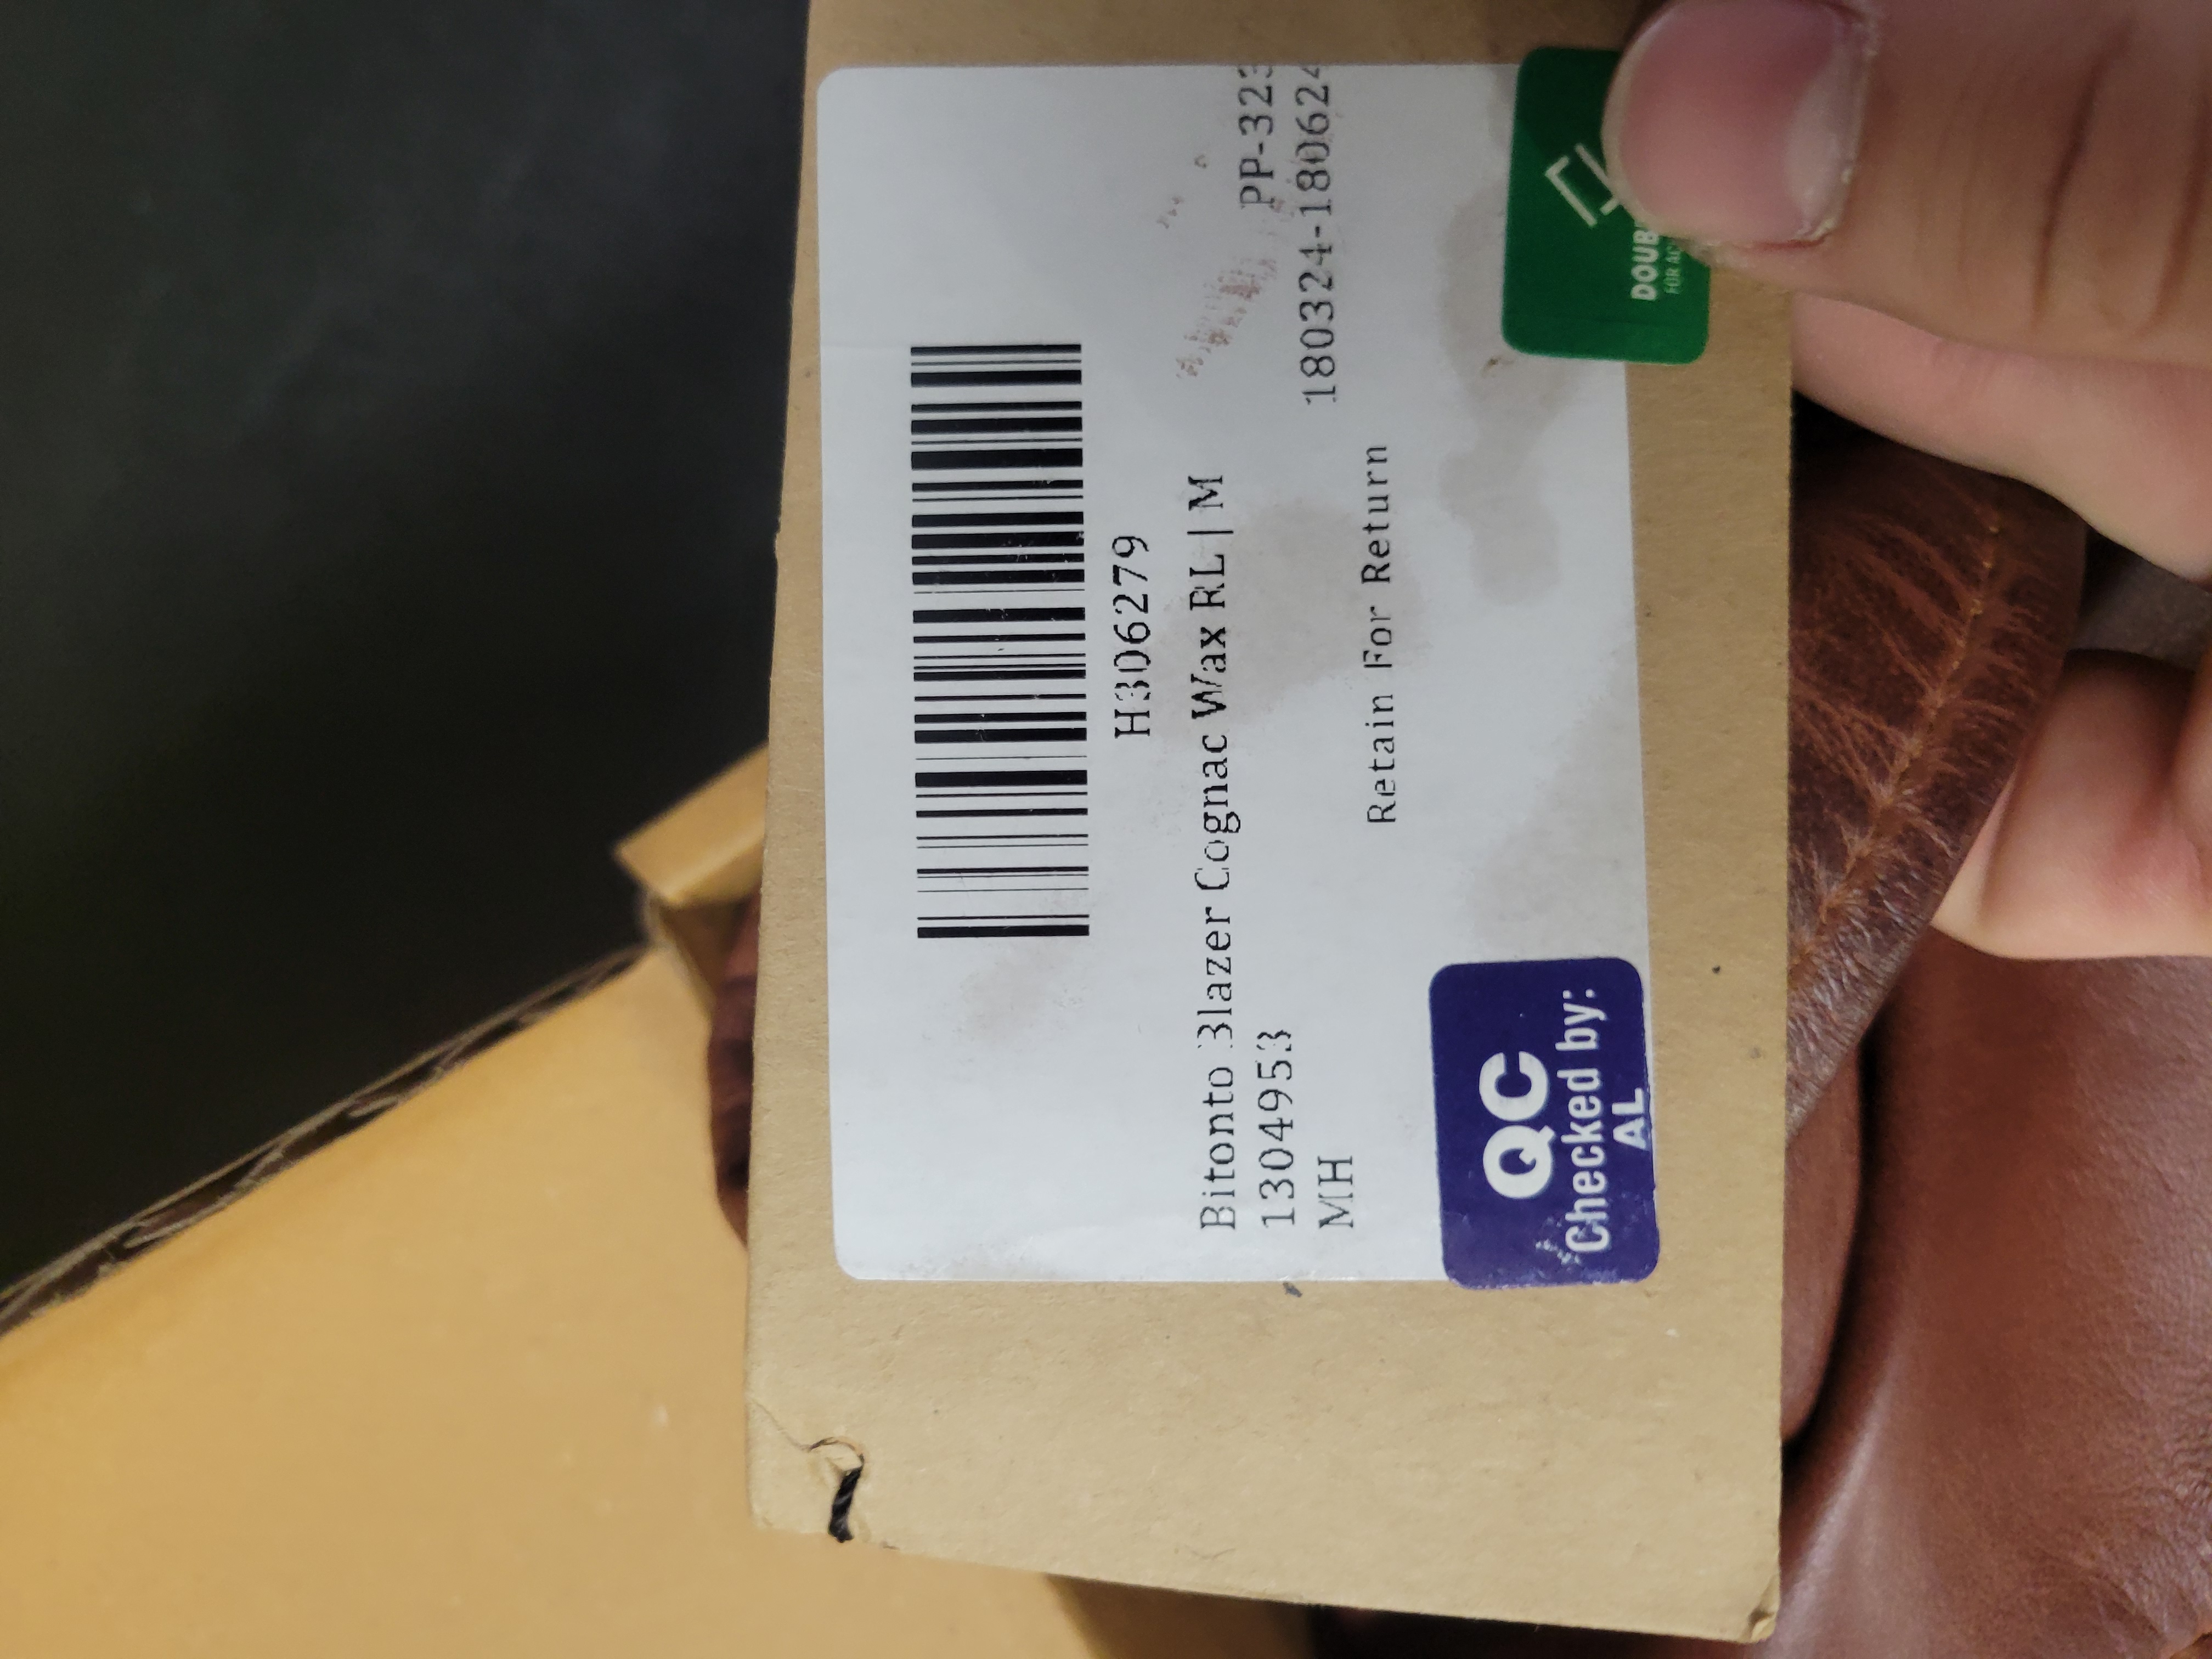 H306279
Bitonto Blazer Cognac Wax RL | M
1304953 PP-323
MH 180324-180624
Retain For Return
QC
Checked by:
AL